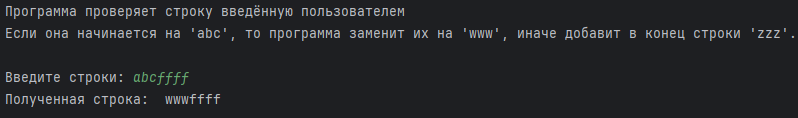 Программа проверяет строку введённую пользователем
Если она начинается на 'abc', то программа заменит их на 'www', иначе добавит в конец строки 'zzz'.
Введите строки: abcffff
Полученная строка:  wwwffff